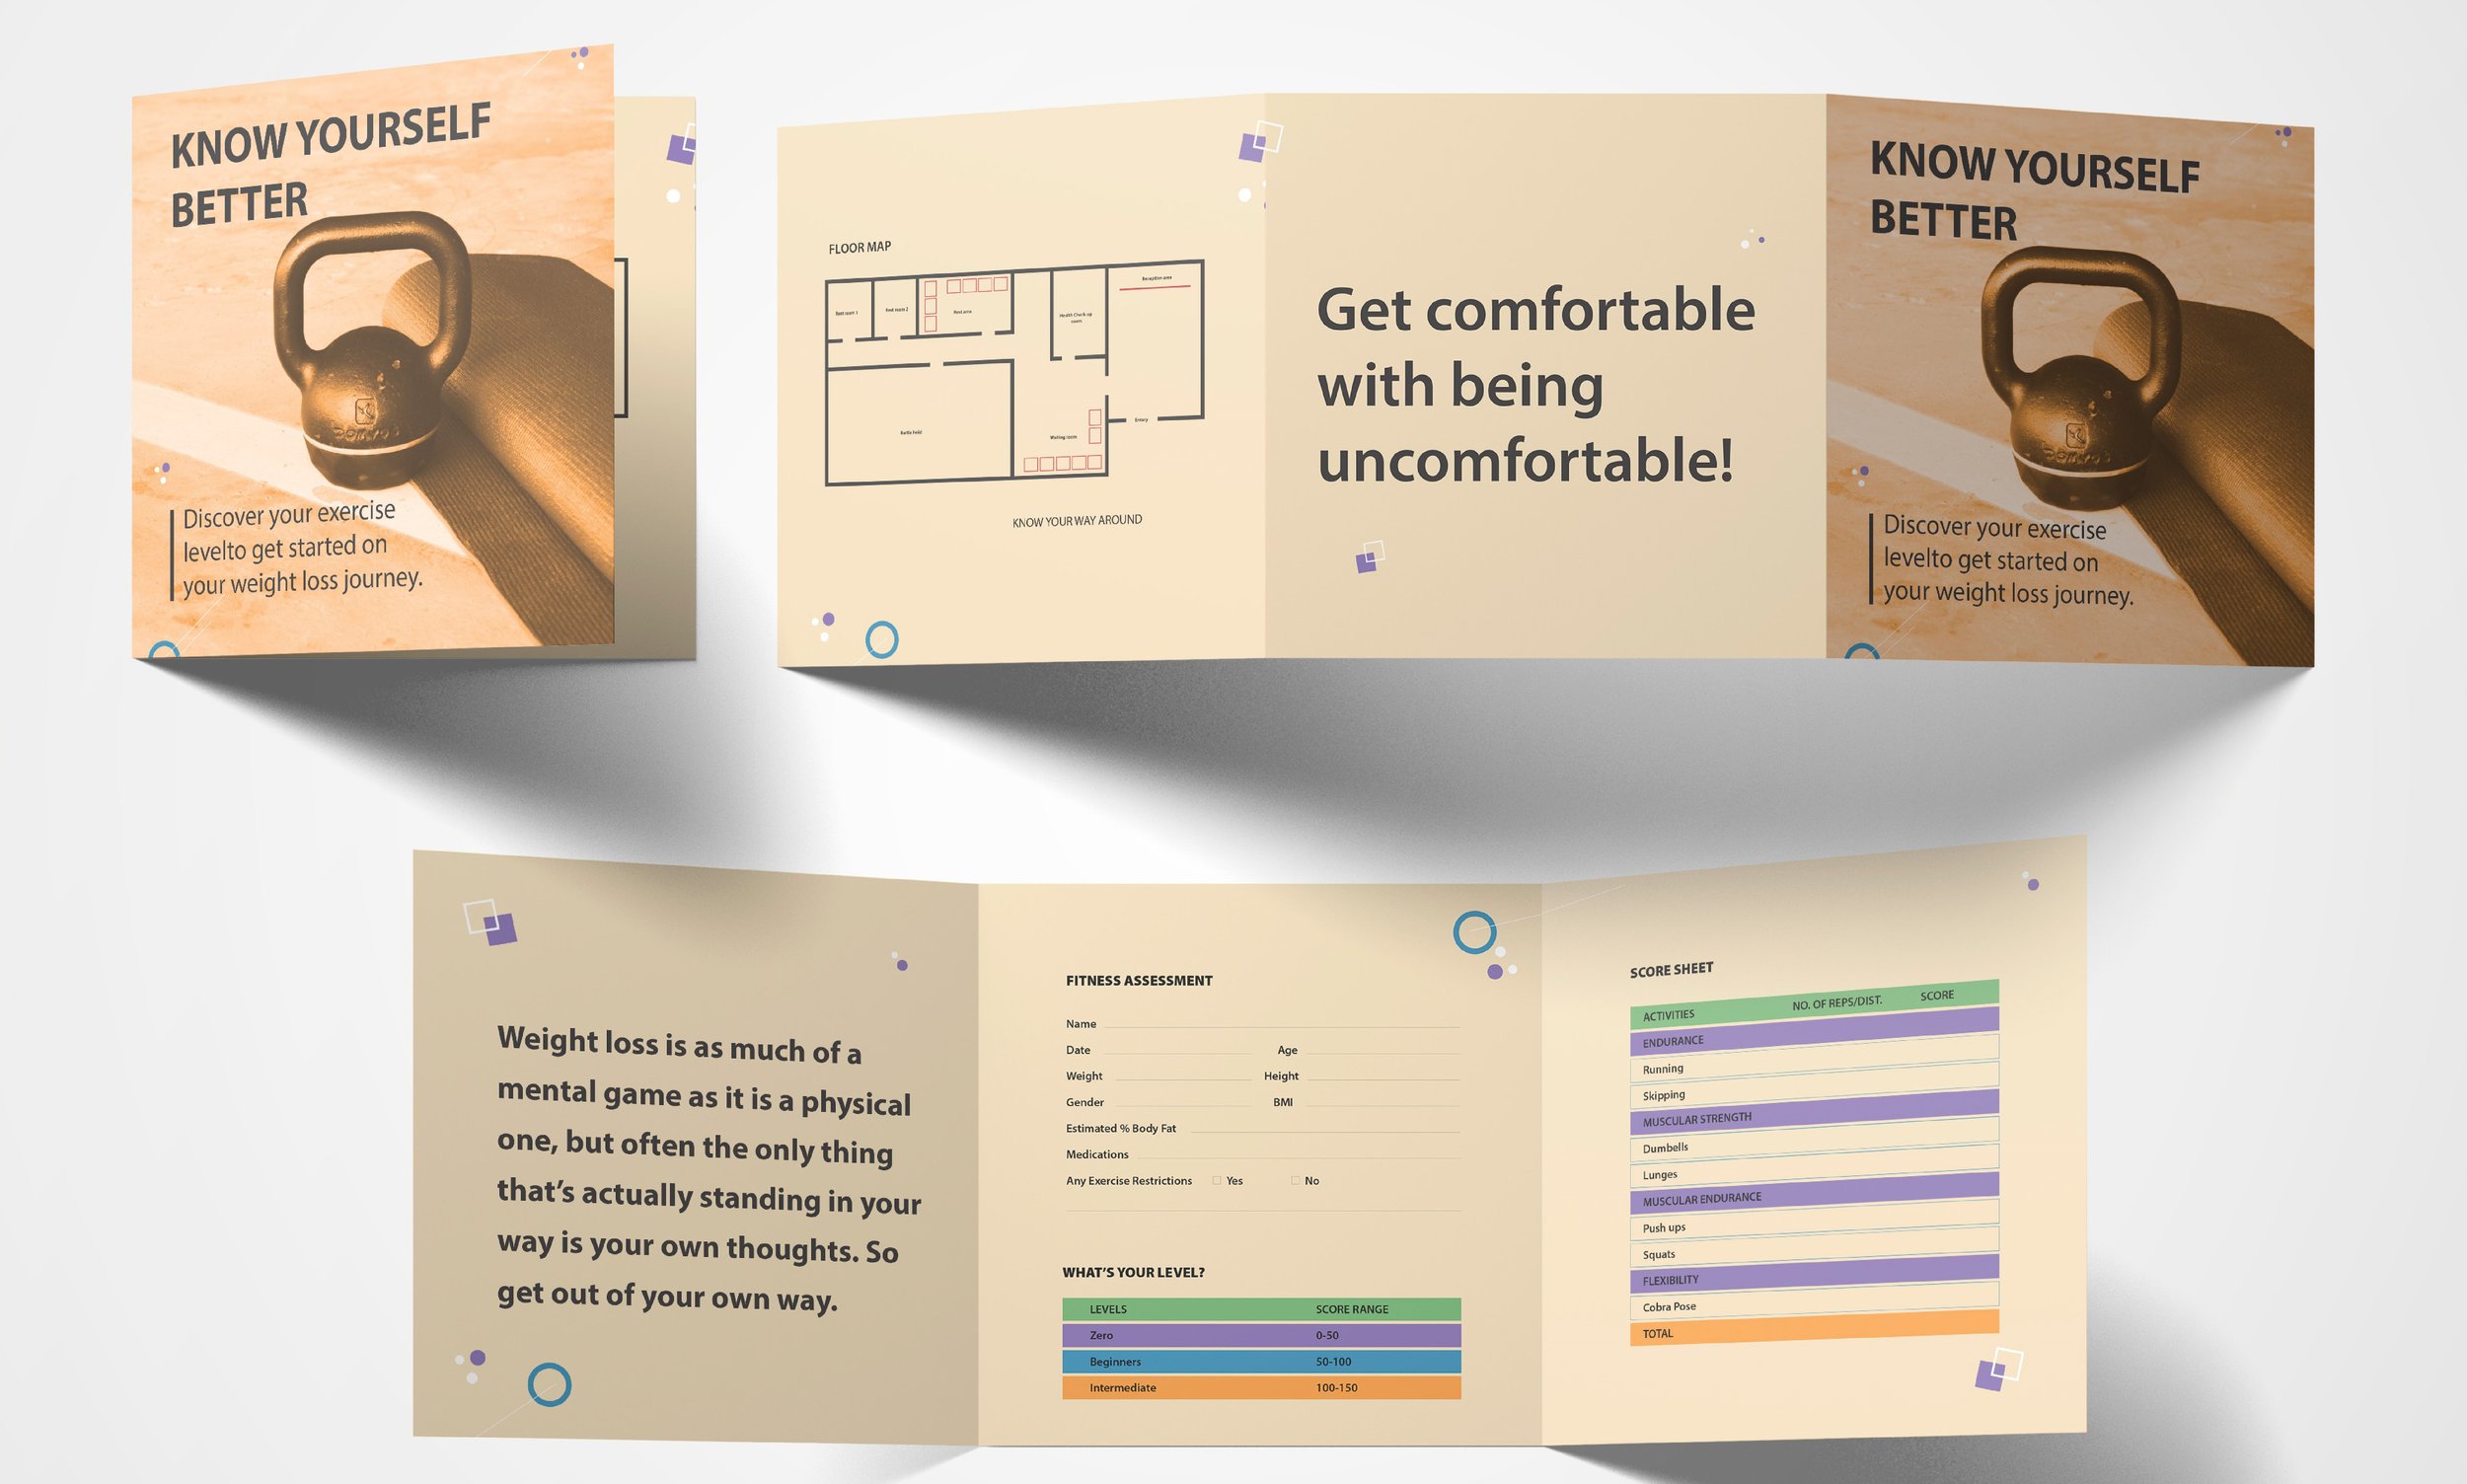 KNOW YOURSELF
BETTER
Discover your exercise
levelto get started on
your weight loss journey.
FLOOR MAP
Rest room 1
Rest room 2
Rest area
Health Check-up
room
Reception area
Battle field
Waiting room
Entery
KNOW YOUR WAY AROUND
Get comfortable
with being
uncomfortable!
KNOW YOURSELF
BETTER
Discover your exercise
levelto get started on
your weight loss journey.
Weight loss is as much of a
mental game as it is a physical
one, but often the only thing
that’s actually standing in your
way is your own thoughts. So
get out of your own way.
FITNESS ASSESSMENT
Name
Date Age
Weight Height
Gender BMI
Estimated % Body Fat
Medications
Any Exercise Restrictions Yes No
WHAT’S YOUR LEVEL?
LEVELS SCORE RANGE
Zero 0-50
Beginners 50-100
Intermediate 100-150
SCORE SHEET
ACTIVITIES NO. OF REPS/DIST. SCORE
ENDURANCE
Running
Skipping
MUSCULAR STRENGTH
Dumbells
Lunges
MUSCULAR ENDURANCE
Push ups
Squats
FLEXIBILITY
Cobra Pose
TOTAL